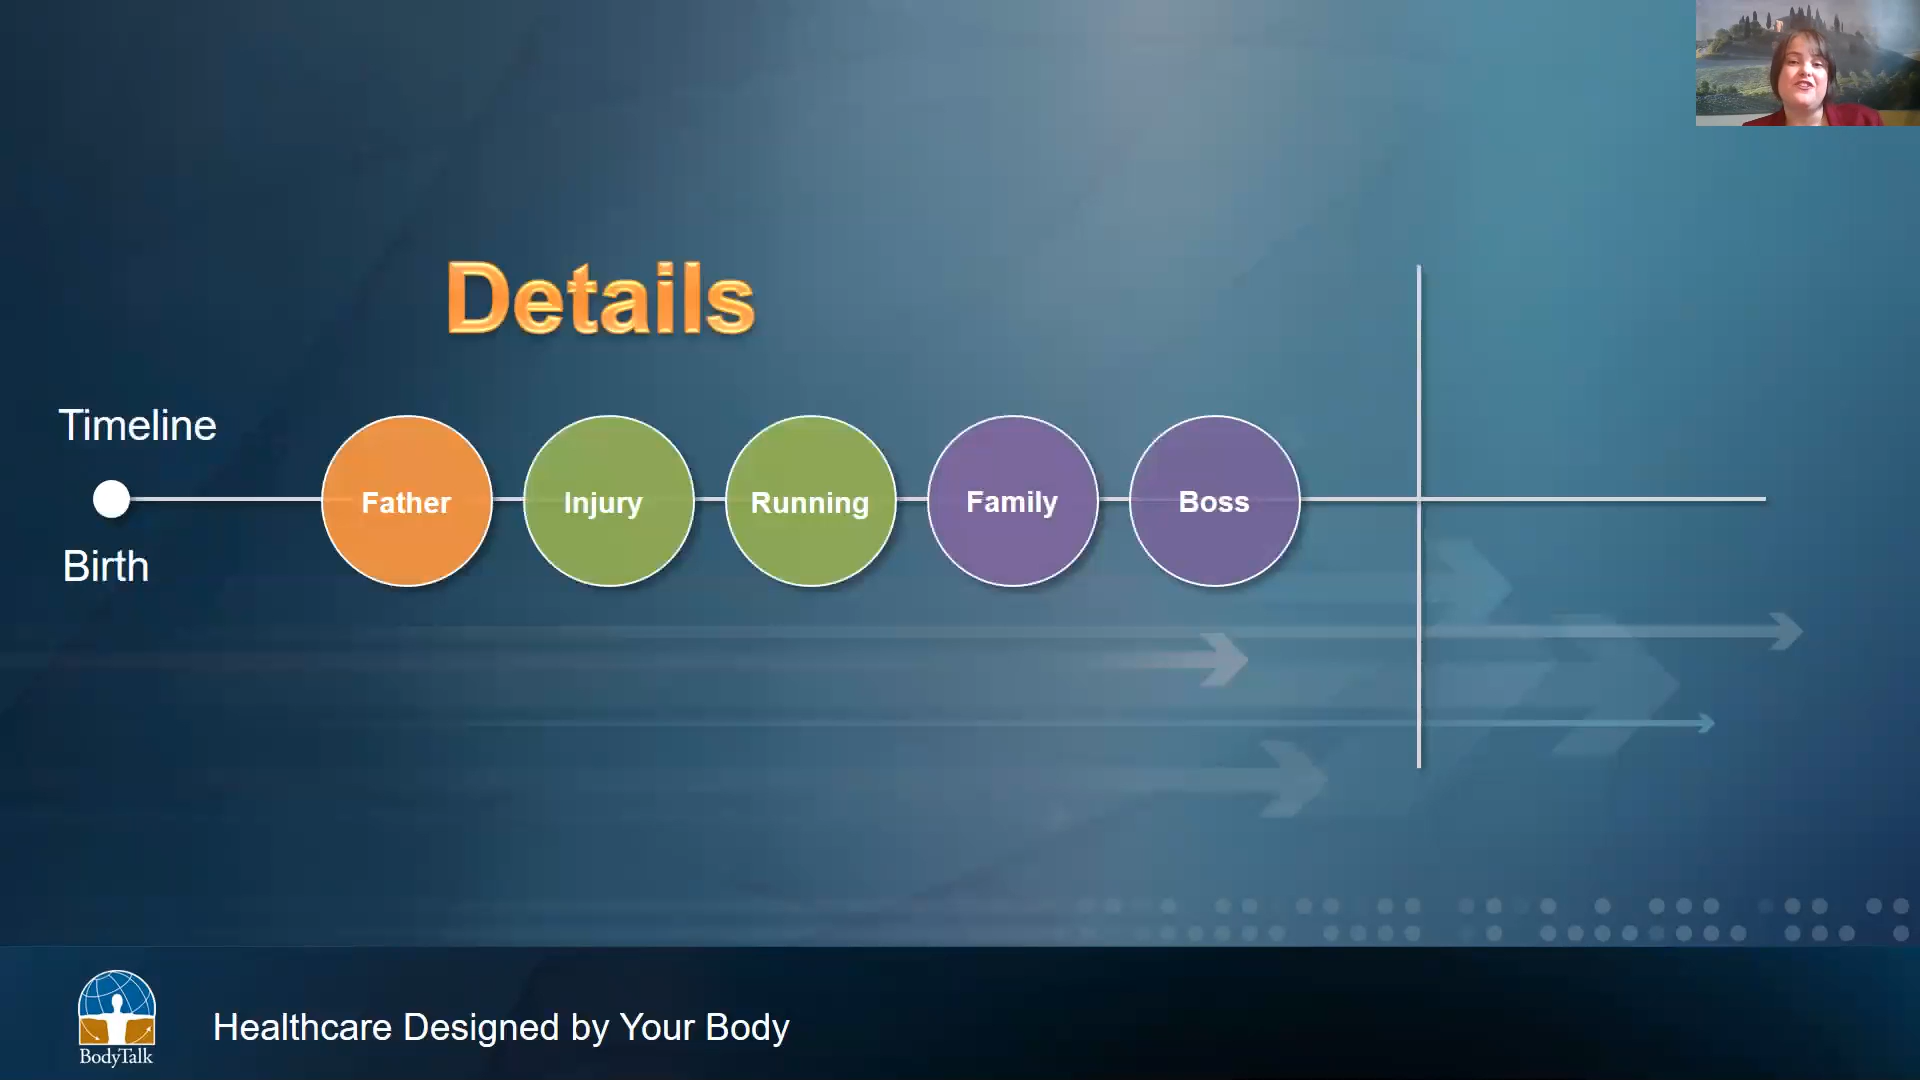 Details
Timeline
Father
Injury
Running
Family
Boss
Birth
BodyTalk
Healthcare Designed by Your Body